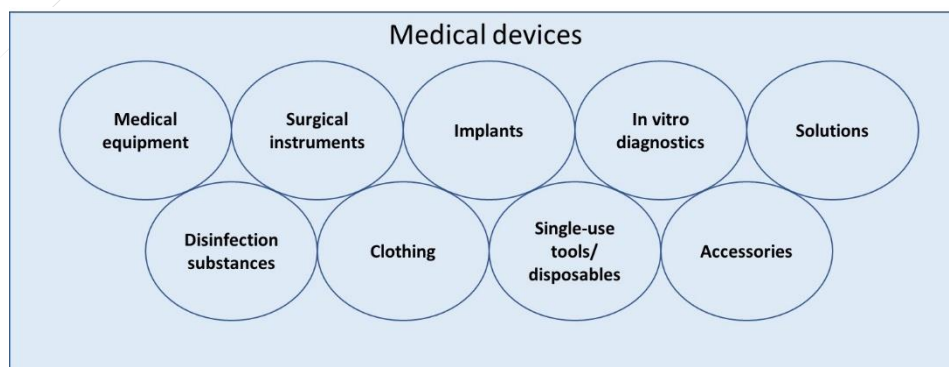 Medical devices
Medical
equipment
Surgical
instruments
Implants
In vitro
diagnostics
Solutions
Disinfection
substances
Clothing
Single-use
tools/
disposables
Accessories